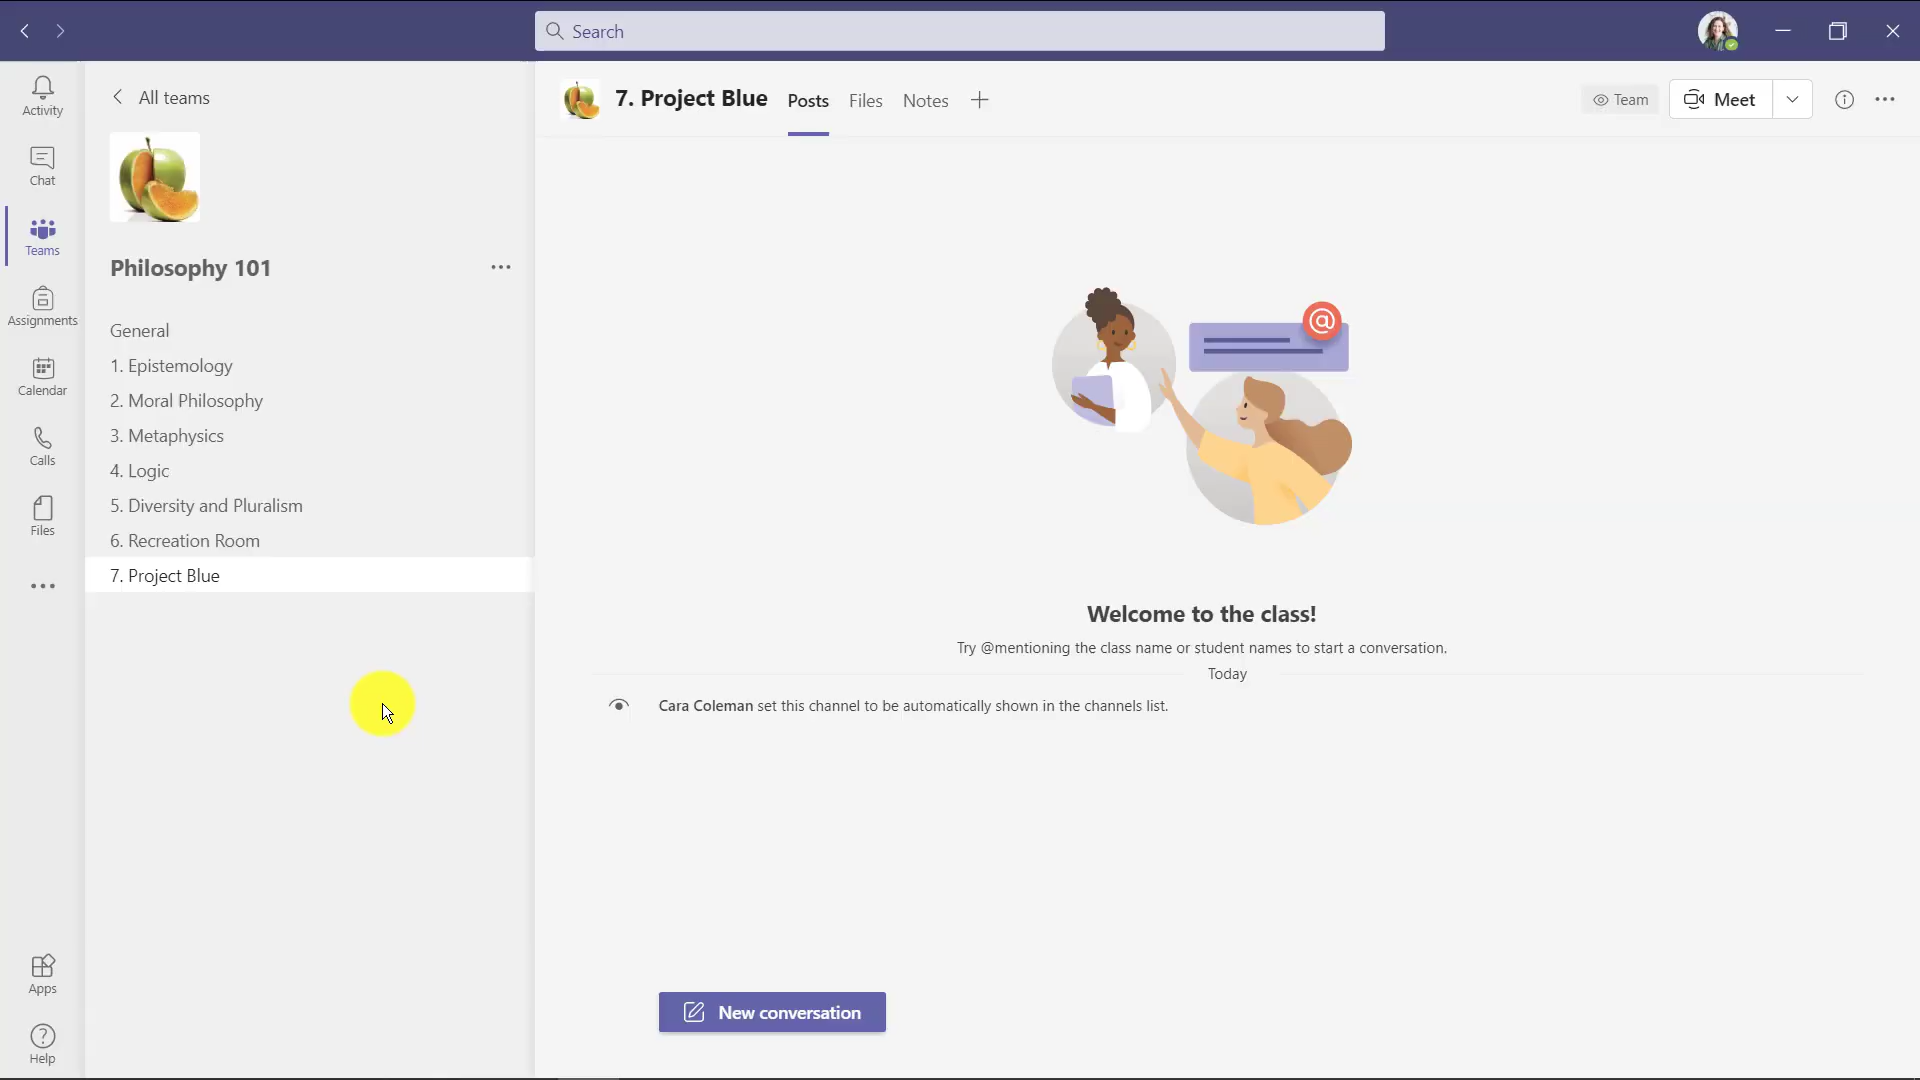 Search
Activity
Chat
Teams
Assignments
Calendar
Calls
Files
Apps
Help
All teams
Philosophy 101
General
1. Epistemology
2. Moral Philosophy
3. Metaphysics
4. Logic
5. Diversity and Pluralism
6. Recreation Room
7. Project Blue
7. Project Blue Posts Files Notes
Team Meet
@
Welcome to the class!
Try @mentioning the class name or student names to start a conversation.
Today
Cara Coleman set this channel to be automatically shown in the channels list.
New conversation